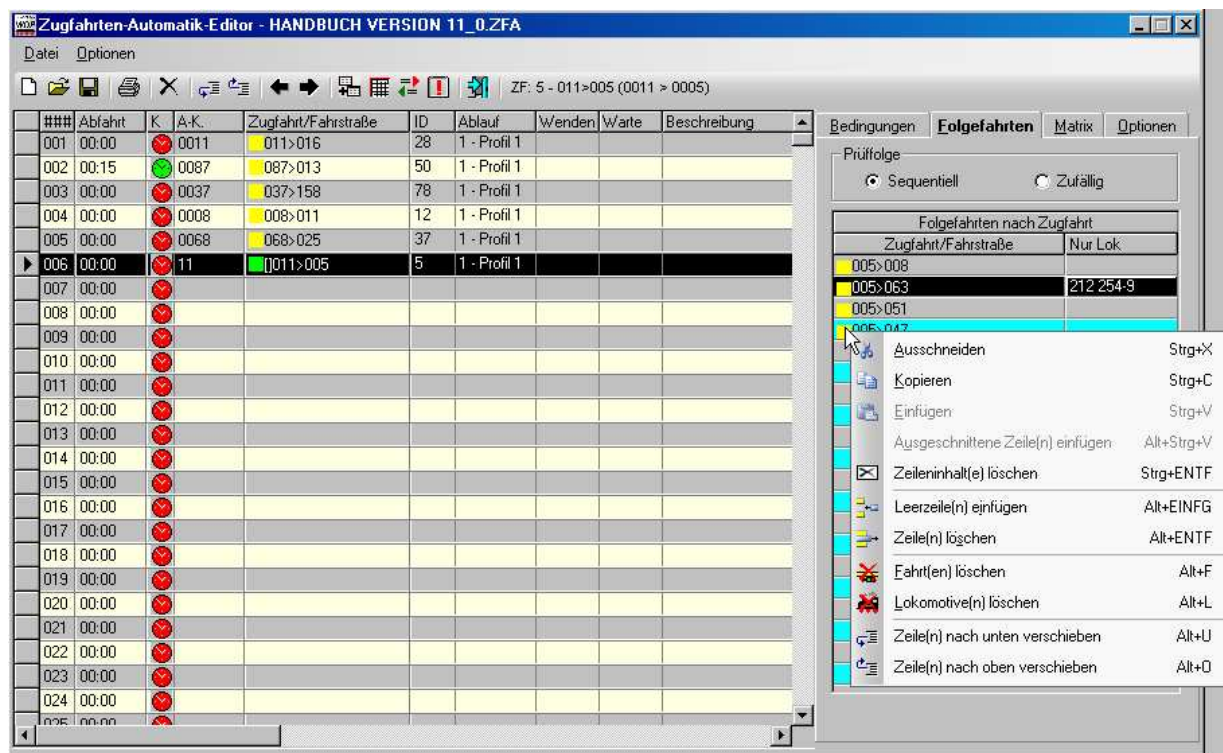 Zugfahrten-Automatik-Editor - HANDBUCH VERSION 11_0.ZFA
Datei Optionen
ZF: 5 - 011>005 (0011 > 0005)
### Abfahrt K A-K. Zugfahrt/Fahrstraße ID Ablauf Wenden Warte Beschreibung
001 00:00 0011 011>016 28 1 - Profil 1
002 00:15 0087 087>013 50 1 - Profil 1
003 00:00 0037 037>158 78 1 - Profil 1
004 00:00 0008 008>011 12 1 - Profil 1
005 00:00 0068 068>025 37 1 - Profil 1
006 00:00 11 []011>005 5 1 - Profil 1
007 00:00
008 00:00
009 00:00
010 00:00
011 00:00
012 00:00
013 00:00
014 00:00
015 00:00
016 00:00
017 00:00
018 00:00
019 00:00
020 00:00
021 00:00
022 00:00
023 00:00
024 00:00
025 00:00
Bedingungen Folgefahrten Matrix Optionen
Prüffolge
Sequentiell Zufällig
Folgefahrten nach Zugfahrt
Zugfahrt/Fahrstraße Nur Lok
005>008
005>063 212 254-9
005>051
005>047
Ausschneiden Strg+X
Kopieren Strg+C
Einfügen Strg+V
Ausgeschnittene Zeile(n) einfügen Alt+Strg+V
Zeileninhalt(e) löschen Strg+ENTF
Leerzeile(n) einfügen Alt+EINFG
Zeile(n) löschen Alt+ENTF
Fahrt(en) löschen Alt+F
Lokomotive(n) löschen Alt+L
Zeile(n) nach unten verschieben Alt+U
Zeile(n) nach oben verschieben Alt+O